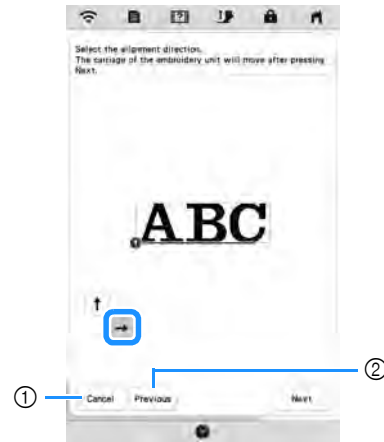 Select the alignment direction.
The carriage of the embroidery unit will move after pressing
Next.
ABC
Cancel
Previous
Next
①
②